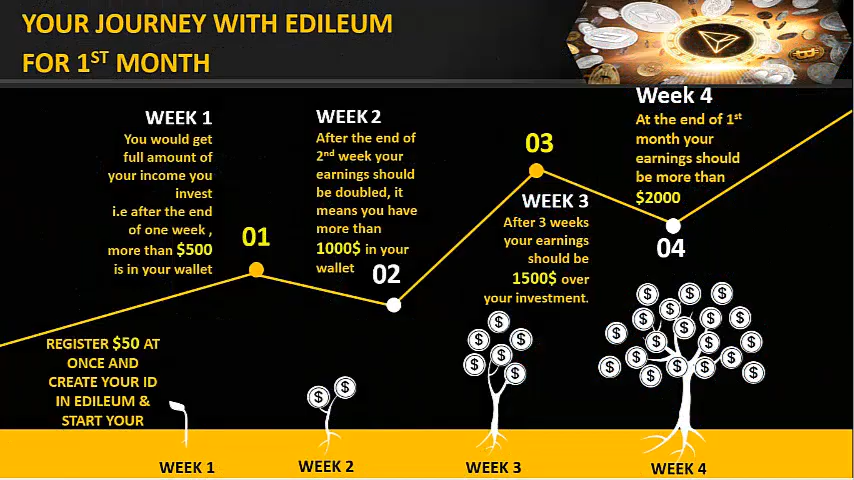 YOUR JOURNEY WITH EDILEUM
FOR 1ST MONTH
WEEK 1
You would get
full amount of
your income you
invest
i.e after the end
of one week ,
more than $500
is in your wallet
01
WEEK 2
After the end of
2nd week your
earnings should
be doubled, it
means you have
more than
1000$ in your
wallet
02
03
WEEK 3
After 3 weeks
your earnings
should be
1500$ over
your investment.
Week 4
At the end of 1st
month your
earnings should
be more than
$2000
04
REGISTER $50 AT
ONCE AND
CREATE YOUR ID
IN EDILEUM &
START YOUR
WEEK 1
WEEK 2
WEEK 3
WEEK 4